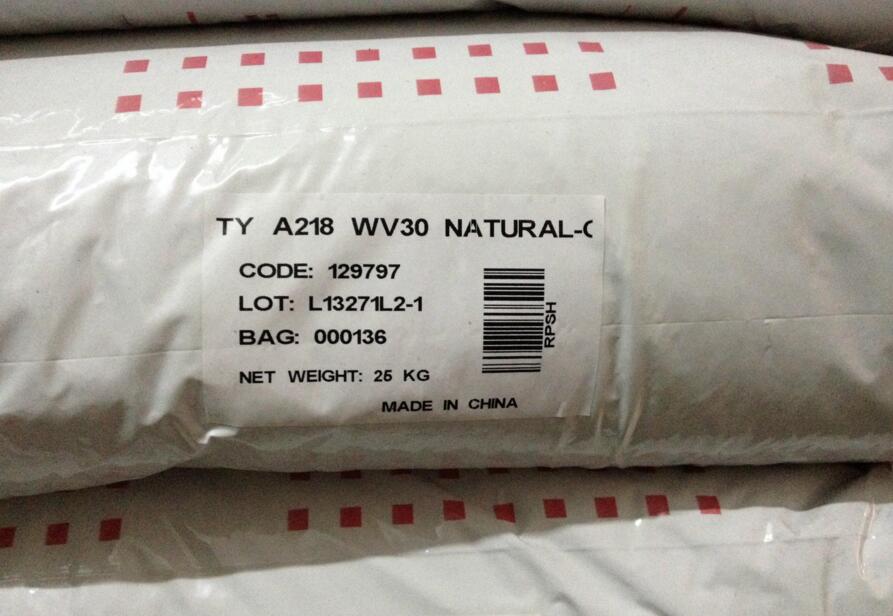 TY A218 WV30 NATURAL-
CODE: 129797
LOT: L13271L2-1
BAG: 000136
RPSH
NET WEIGHT: 25 KG
MADE IN CHINA